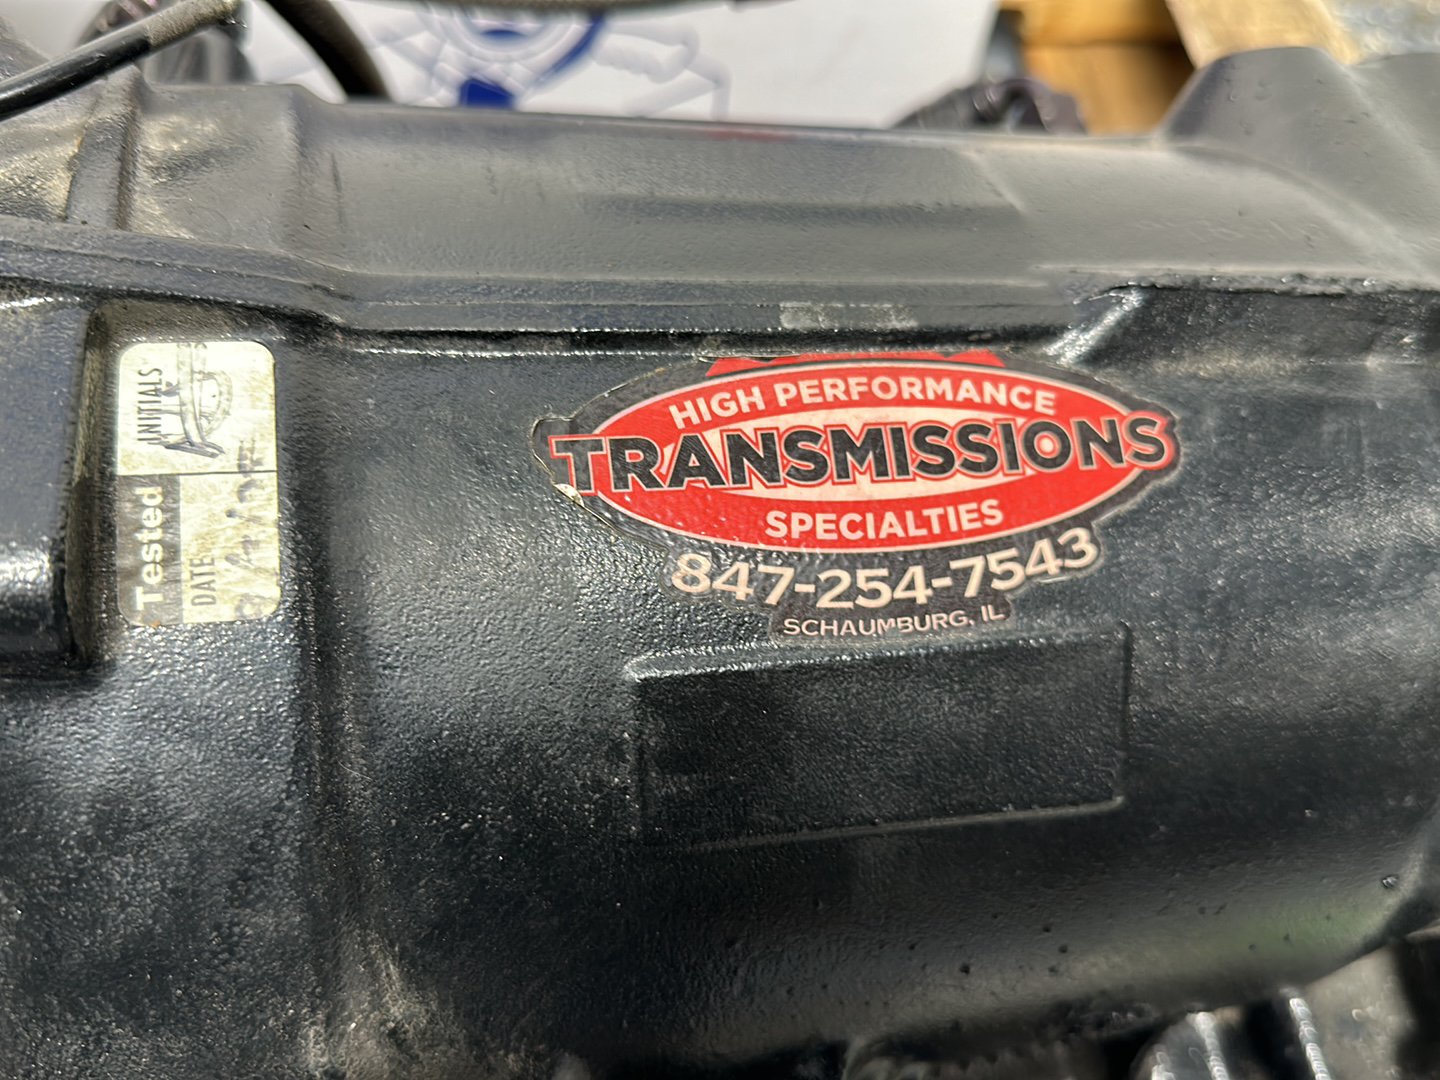 INITIALS
Tested
DATE
HIGH PERFORMANCE
TRANSMISSIONS
SPECIALTIES
847-254-7543
SCHAUMBURG, IL